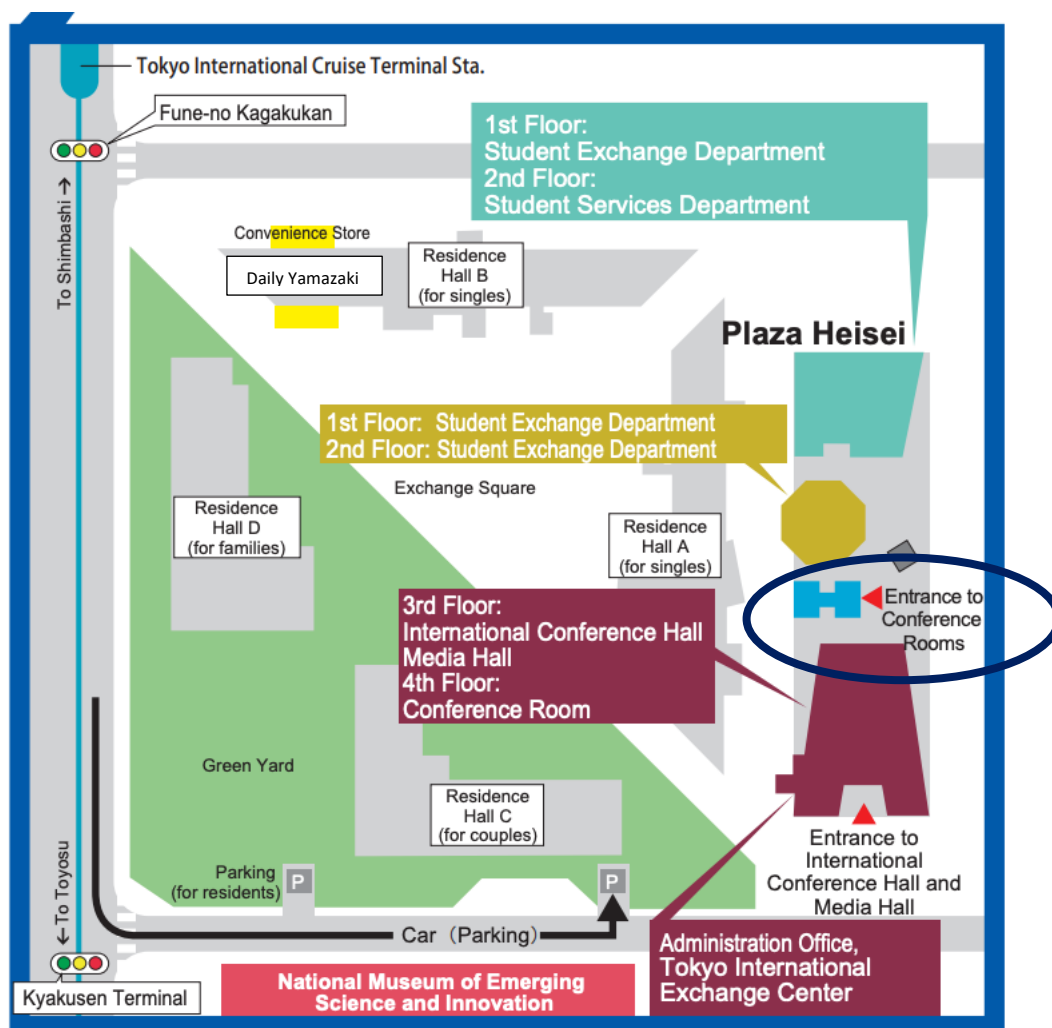 Tokyo International Cruise Terminal Sta.
Fune-no Kagakukan
To Shimbashi →
1st Floor:
Student Exchange Department
2nd Floor:
Student Services Department
Convenience Store
Daily Yamazaki
Residence
Hall B
(for singles)
Plaza Heisei
1st Floor: Student Exchange Department
2nd Floor: Student Exchange Department
Exchange Square
Residence
Hall D
(for families)
Residence
Hall A
(for singles)
Entrance to
Conference
Rooms
3rd Floor:
International Conference Hall
Media Hall
4th Floor:
Conference Room
Green Yard
Residence
Hall C
(for couples)
Entrance to
International
Conference Hall and
Media Hall
Parking
(for residents)
P
P
← To Toyosu
Car (Parking)
Administration Office,
Tokyo International
Exchange Center
Kyakusen Terminal
National Museum of Emerging
Science and Innovation